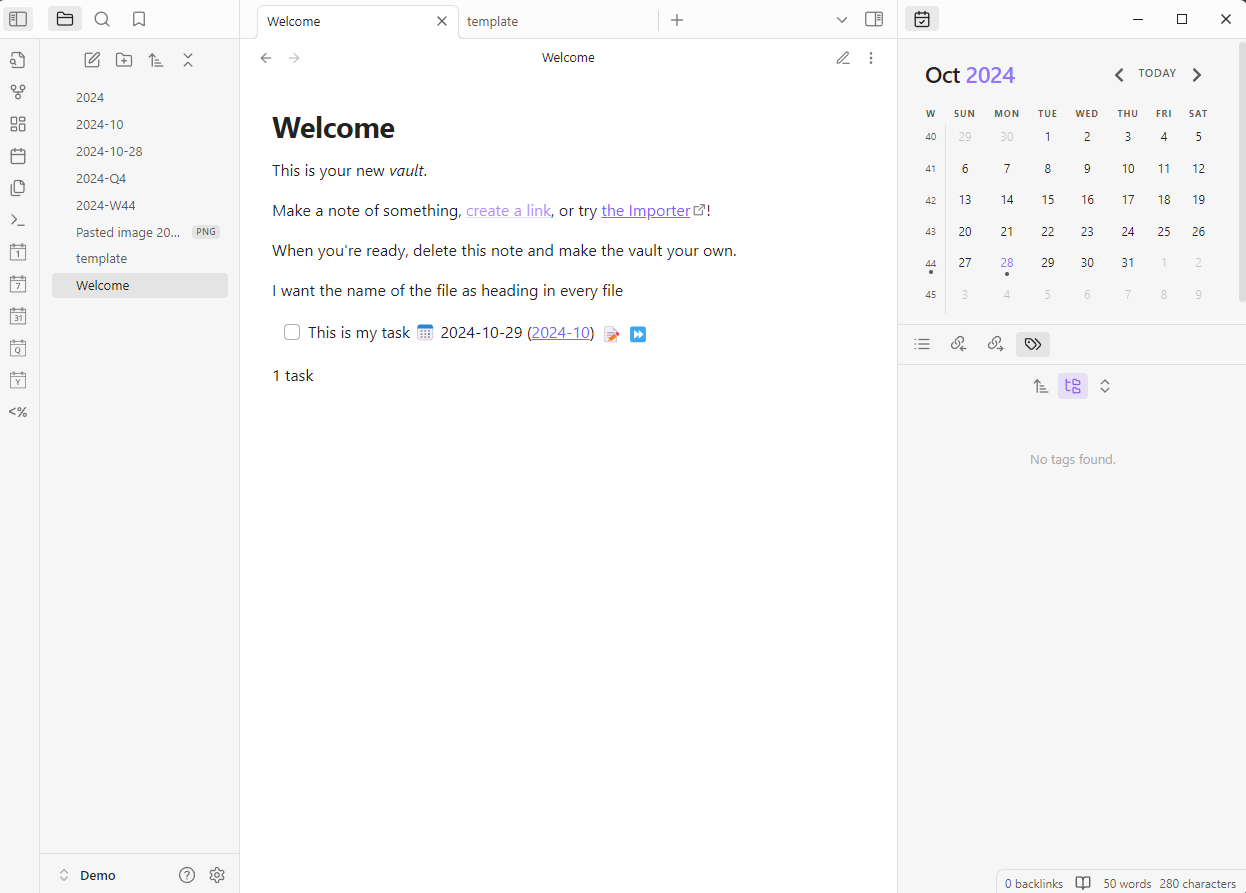 Welcome
template
1
7
31
Q
Y
<%
2024
2024-10
2024-10-28
2024-Q4
2024-W44
Pasted image 20... PNG
template
Welcome
Demo
Welcome
Welcome
This is your new vault.
Make a note of something, create a link, or try the Importer!
When you're ready, delete this note and make the vault your own.
I want the name of the file as heading in every file
This is my task 2024-10-29 (2024-10)
1 task
Oct 2024 TODAY
W SUN MON TUE WED THU FRI SAT
40 29 30 1 2 3 4 5
41 6 7 8 9 10 11 12
42 13 14 15 16 17 18 19
43 20 21 22 23 24 25 26
44 27 28 29 30 31 1 2
45 3 4 5 6 7 8 9
No tags found.
0 backlinks 50 words 280 characters